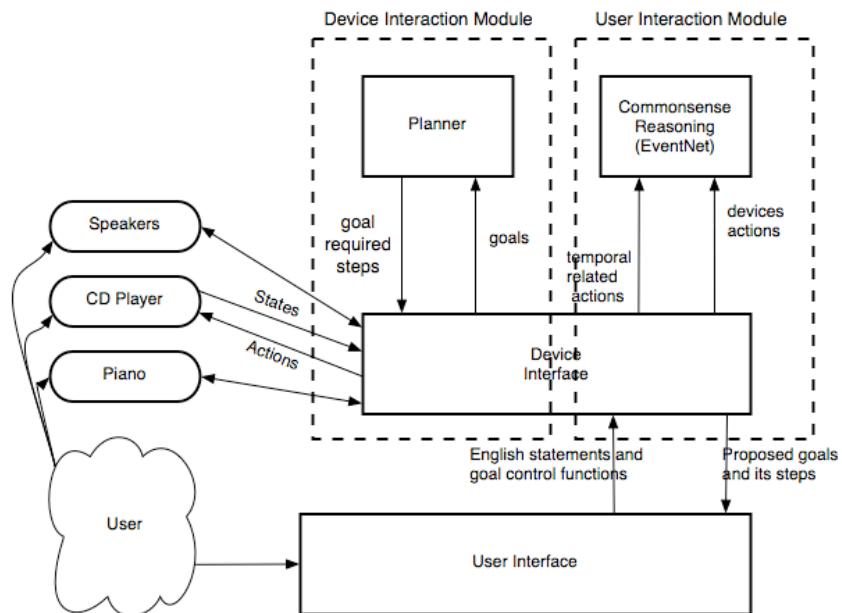 Device Interaction Module
User Interaction Module
Planner
Commonsense
Reasoning
(EventNet)
goal
required
steps
goals
temporal
related
actions
devices
actions
Speakers
CD Player
Piano
States
Actions
Device
Interface
English statements and
goal control functions
Proposed goals
and its steps
User
User Interface